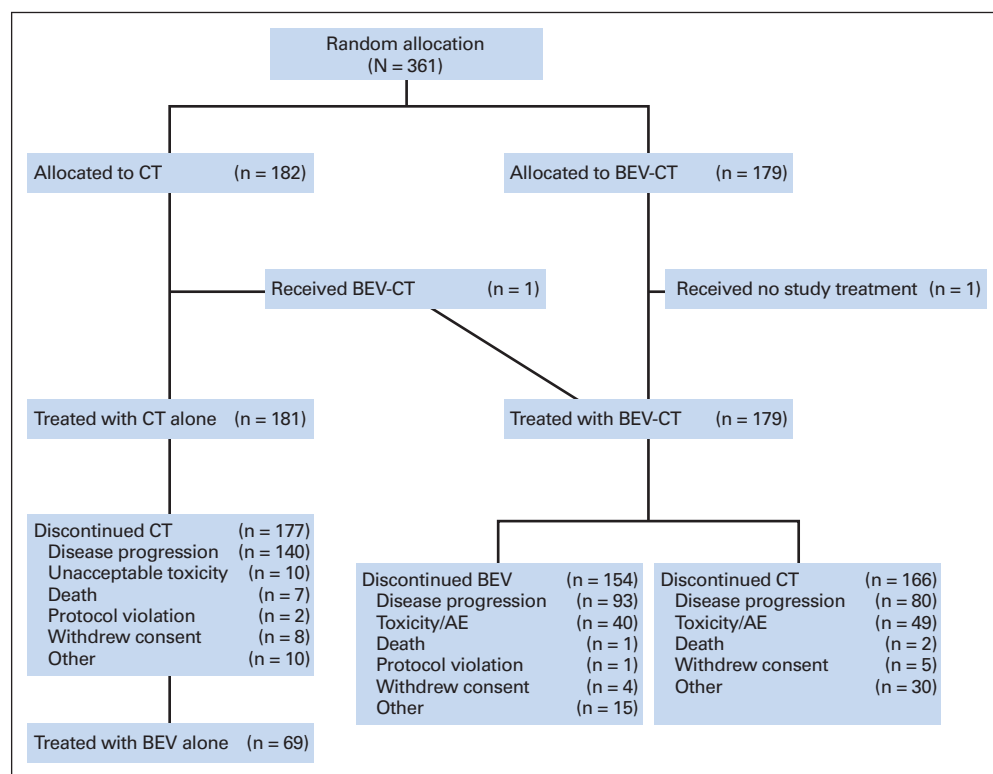 Random allocation
(N = 361)
Allocated to CT (n = 182)
Allocated to BEV-CT (n = 179)
Received BEV-CT (n = 1)
Received no study treatment (n = 1)
Treated with CT alone (n = 181)
Treated with BEV-CT (n = 179)
Discontinued CT (n = 177)
Disease progression (n = 140)
Unacceptable toxicity (n = 10)
Death (n = 7)
Protocol violation (n = 2)
Withdrew consent (n = 8)
Other (n = 10)
Discontinued BEV (n = 154)
Disease progression (n = 93)
Toxicity/AE (n = 40)
Death (n = 1)
Protocol violation (n = 1)
Withdrew consent (n = 4)
Other (n = 15)
Discontinued CT (n = 166)
Disease progression (n = 80)
Toxicity/AE (n = 49)
Death (n = 2)
Withdrew consent (n = 5)
Other (n = 30)
Treated with BEV alone (n = 69)